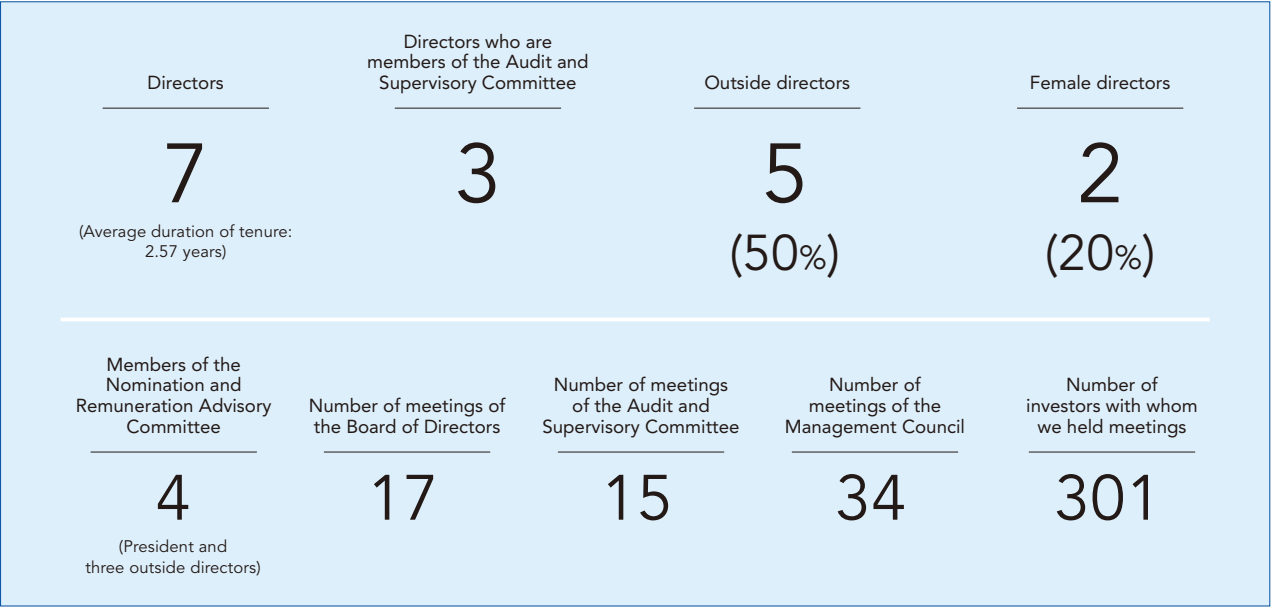 Directors
7
(Average duration of tenure:
2.57 years)
Directors who are
members of the Audit and
Supervisory Committee
3
Outside directors
5
(50%)
Female directors
2
(20%)
Members of the
Nomination and
Remuneration Advisory
Committee
4
(President and
three outside directors)
Number of meetings of
the Board of Directors
17
Number of meetings
of the Audit and
Supervisory Committee
15
Number of
meetings of the
Management Council
34
Number of
investors with whom
we held meetings
301